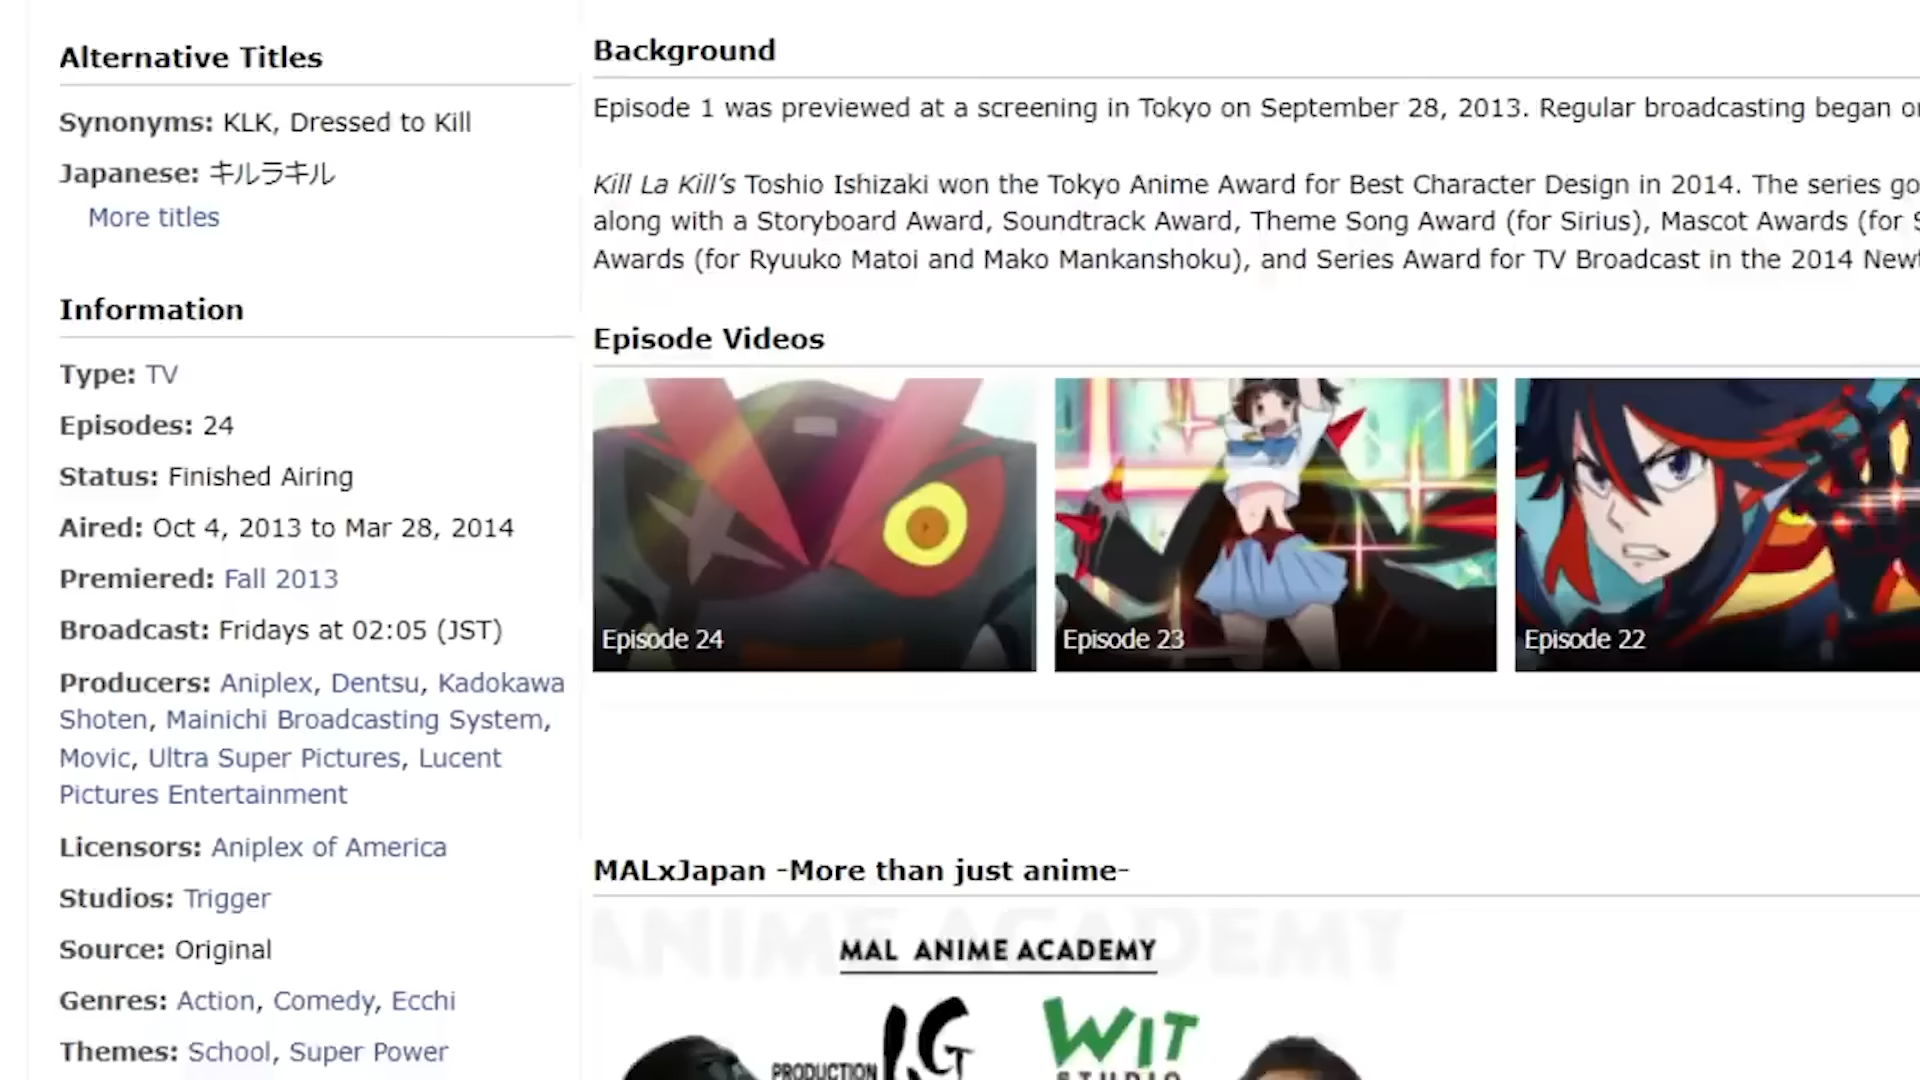 Alternative Titles
Synonyms: KLK, Dressed to Kill
Japanese: キルラキル
More titles
Information
Type: TV
Episodes: 24
Status: Finished Airing
Aired: Oct 4, 2013 to Mar 28, 2014
Premiered: Fall 2013
Broadcast: Fridays at 02:05 (JST)
Producers: Aniplex, Dentsu, Kadokawa
Shoten, Mainichi Broadcasting System,
Movic, Ultra Super Pictures, Lucent
Pictures Entertainment
Licensors: Aniplex of America
Studios: Trigger
Source: Original
Genres: Action, Comedy, Ecchi
Themes: School, Super Power
Background
Episode 1 was previewed at a screening in Tokyo on September 28, 2013. Regular broadcasting began
Kill La Kill's Toshio Ishizaki won the Tokyo Anime Award for Best Character Design in 2014. The series
along with a Storyboard Award, Soundtrack Award, Theme Song Award (for Sirius), Mascot Awards (for
Awards (for Ryuuko Matoi and Mako Mankanshoku), and Series Award for TV Broadcast in the 2014
Episode Videos
Episode 24
Episode 23
Episode 22
MALxJapan -More than just anime-
ANIME ACADEMY
MAL ANIME ACADEMY
PRODUCTION I.G
WIT
STUDIO